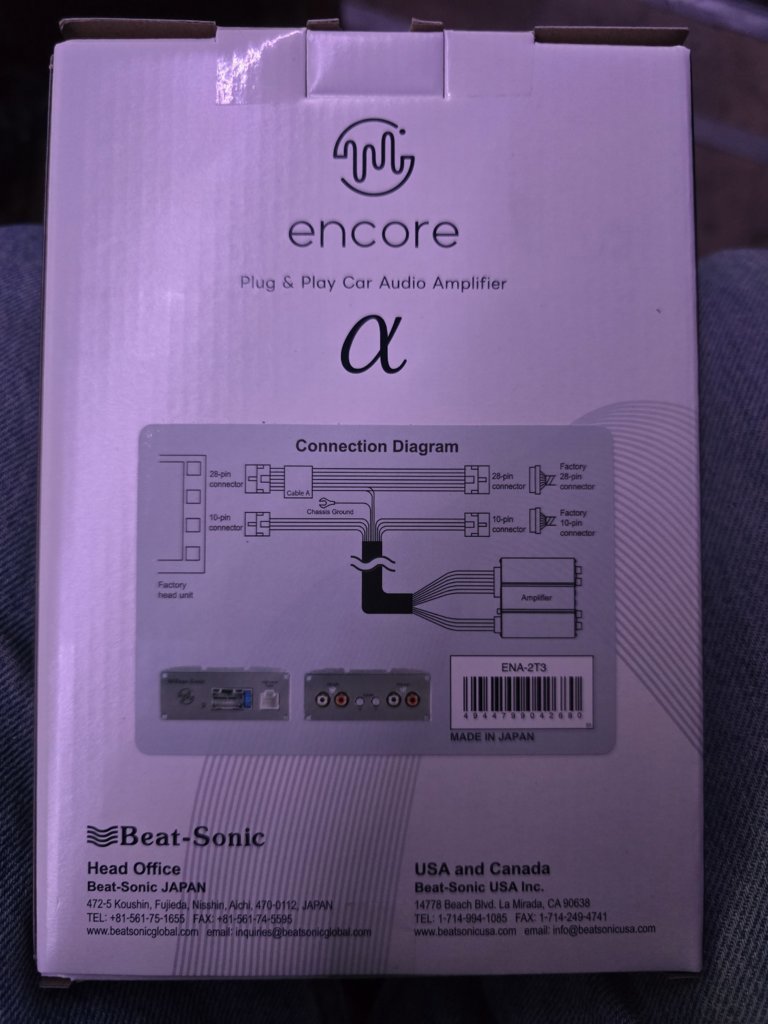 encore
Plug & Play Car Audio Amplifier
α
Connection Diagram
28-pin
connector
Cable A
28-pin
connector
Factory
28-pin
connector
Chassis Ground
10-pin
connector
10-pin
connector
Factory
10-pin
connector
Factory
head unit
Amplifier
Beat-Sonic
ENA-2T3
4944799042680
MADE IN JAPAN
Beat-Sonic
Head Office
Beat-Sonic JAPAN
472-5 Koushin, Fujieda, Nisshin, Aichi, 470-0112, JAPAN
TEL: +81-561-75-1655 FAX: +81-561-74-5595
www.beatsonicglobal.com email: inquiries@beatsonicglobal.com
USA and Canada
Beat-Sonic USA Inc.
14778 Beach Blvd. La Mirada, CA 90638
TEL: 1-714-994-1085 FAX: 1-714-249-4741
www.beatsonicusa.com email: info@beatsonicusa.com